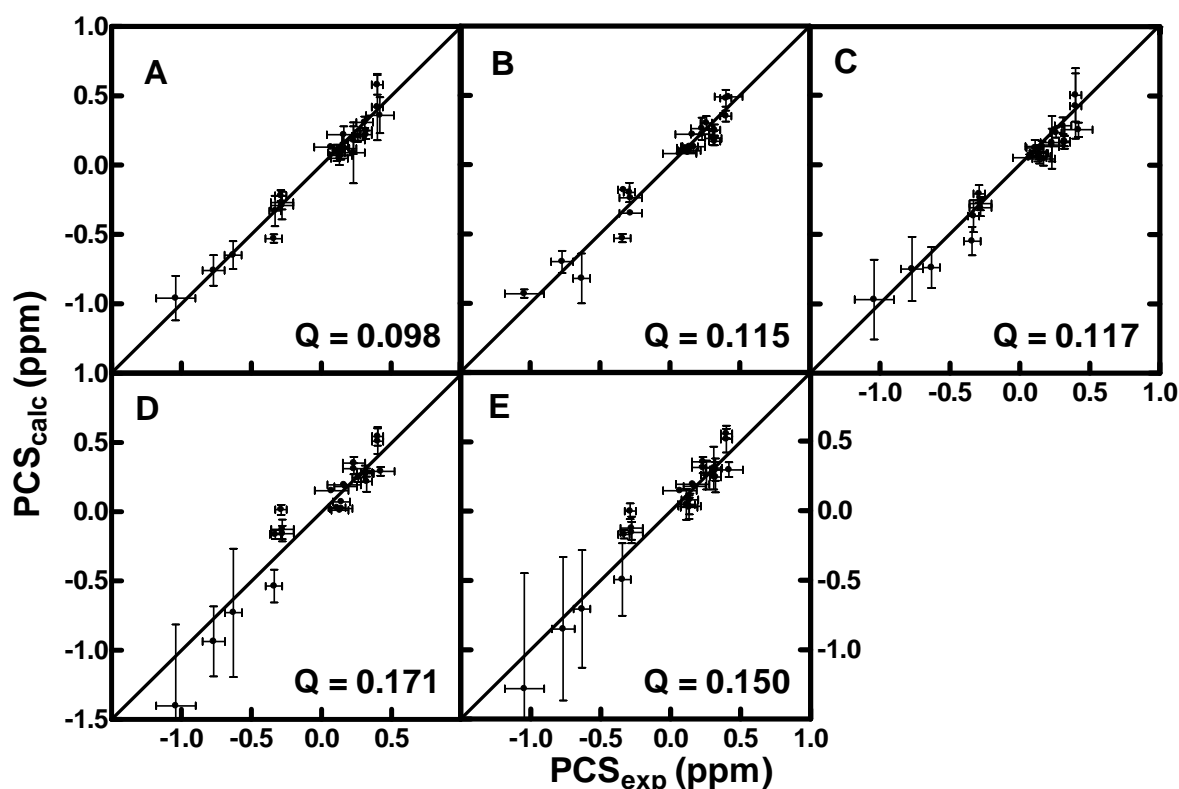 1.0
A
B
C
0.5
0.0
-0.5
-1.0
Q = 0.098
Q = 0.115
Q = 0.117
-1.0 -0.5 0.0 0.5 1.0
PCScalc (ppm)
1.0
D
E
0.5
0.5
0.0
0.0
-0.5
-0.5
-1.0
-1.0
Q = 0.171
Q = 0.150
-1.5
-1.0 -0.5 0.0 0.5
-1.0 -0.5 0.0 0.5 1.0
PCSexp (ppm)